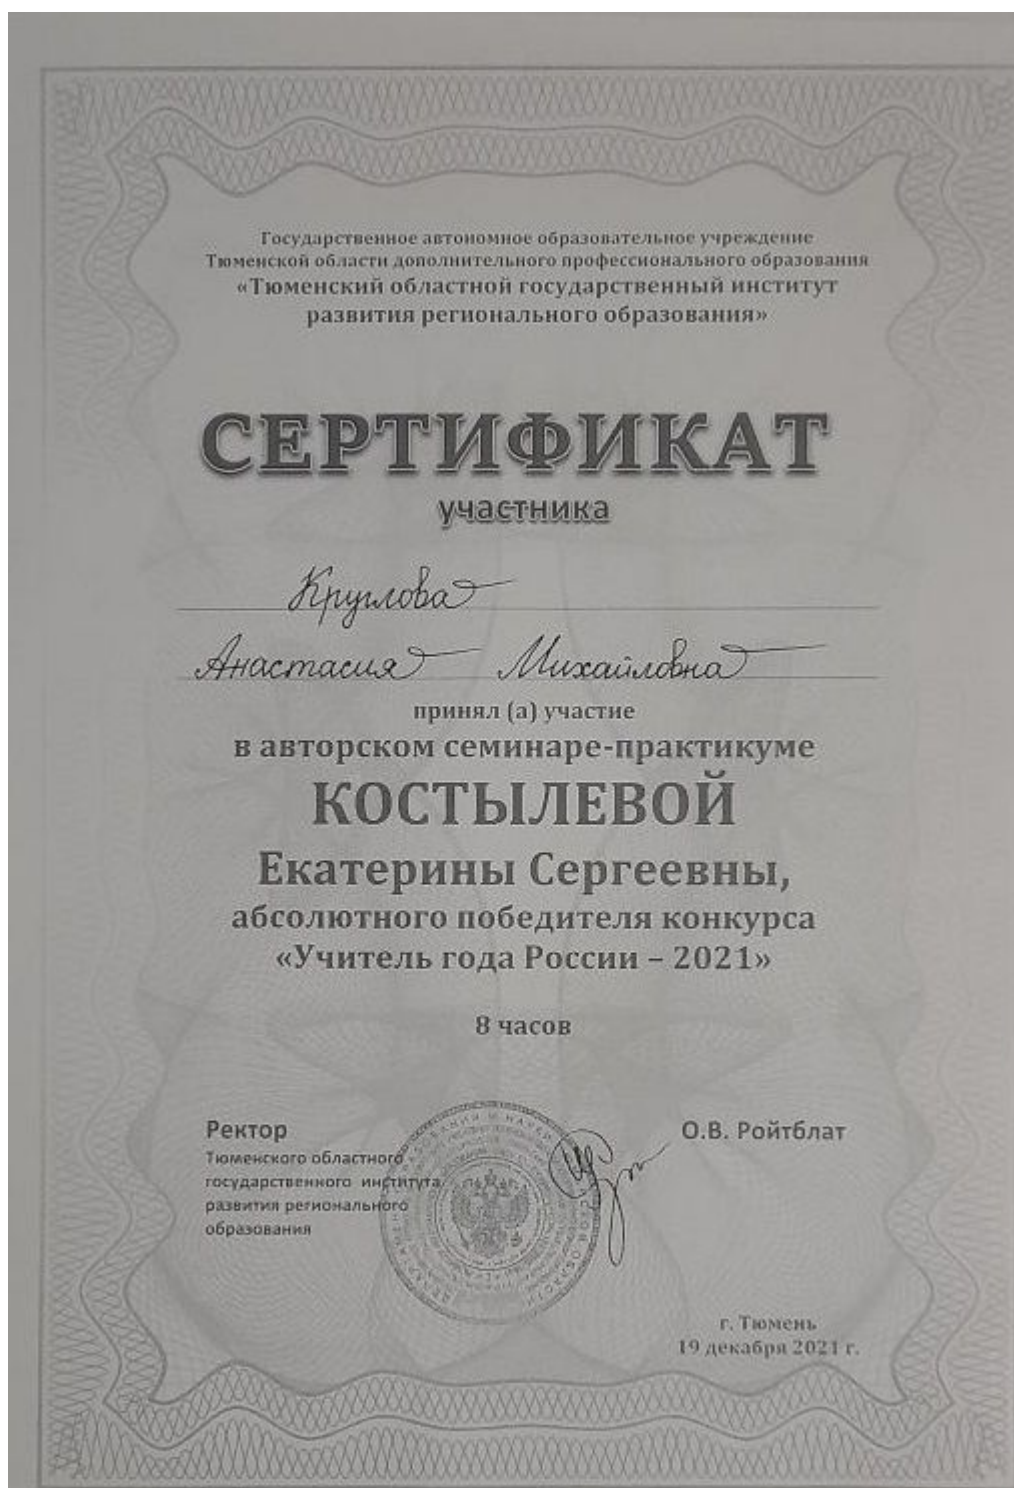 Государственное автономное образовательное учреждение
Тюменской области дополнительного профессионального образования
«Тюменский областной государственный институт
развития регионального образования»
СЕРТИФИКАТ
участника
Круглова
Анастасия Михайловна
принял (а) участие
в авторском семинаре-практикуме
КОСТЫЛЕВОЙ
Екатерины Сергеевны,
абсолютного победителя конкурса
«Учитель года России – 2021»
8 часов
Ректор
Тюменского областного
государственного института
развития регионального
образования
О.В. Ройтблат
г. Тюмень
19 декабря 2021 г.